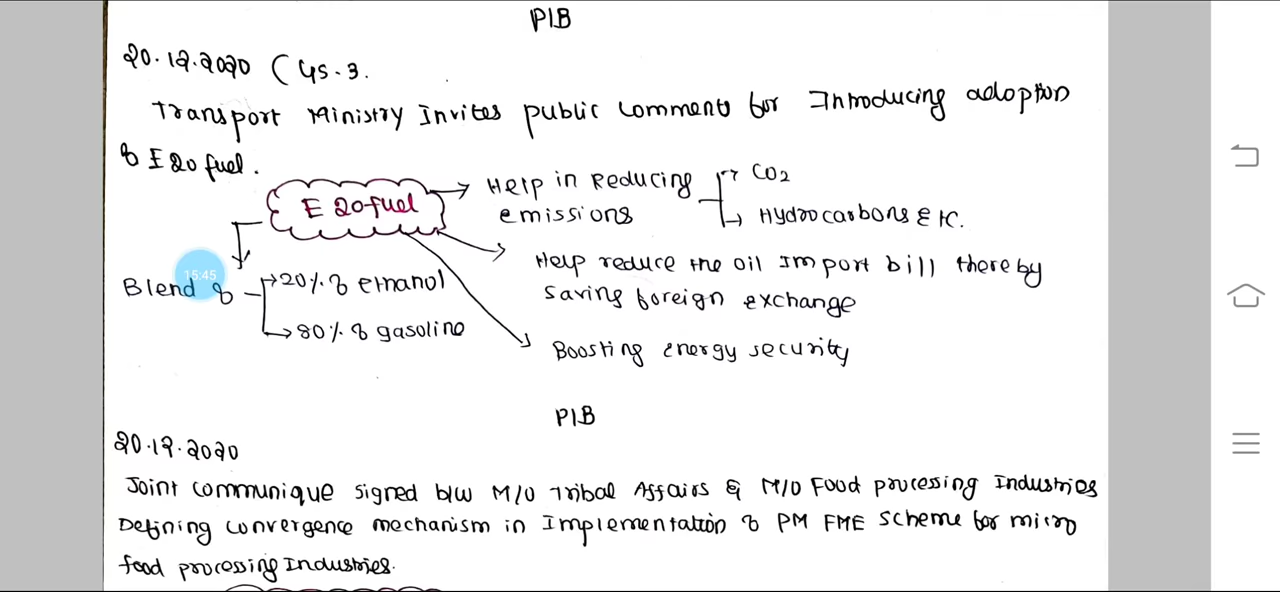 PIB
20.12.2020 (GS-3.
Transport Ministry Invites public comments for Introducing adoption
of E20 fuel.
E 20 fuel
Help in Reducing
emissions
CO2
Hydrocarbons ETC.
Blend of
15:45
20% of ethanol
80% of gasoline
Help reduce the oil Import bill thereby
saving foreign exchange
Boosting energy security
PIB
20.12.2020
Joint communique signed b/w M/O Tribal Affairs & M/O Food processing Industries
Defining convergence mechanism in Implementation of PM FME scheme for micro
food processing Industries.